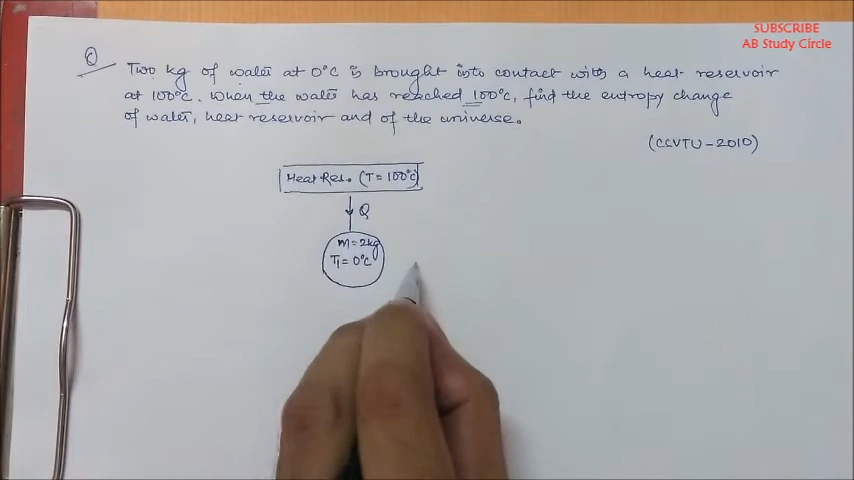 SUBSCRIBE
AB Study Circle
Q
Two kg of water at 0°C is brought into contact with a heat reservoir
at 100°C. When the water has reached 100°C, find the entropy change
of water, heat reservoir and of the universe.
(CSVTU-2010)
Heat Res. (T=100°C)
Q
m=2kg
T1=0°C